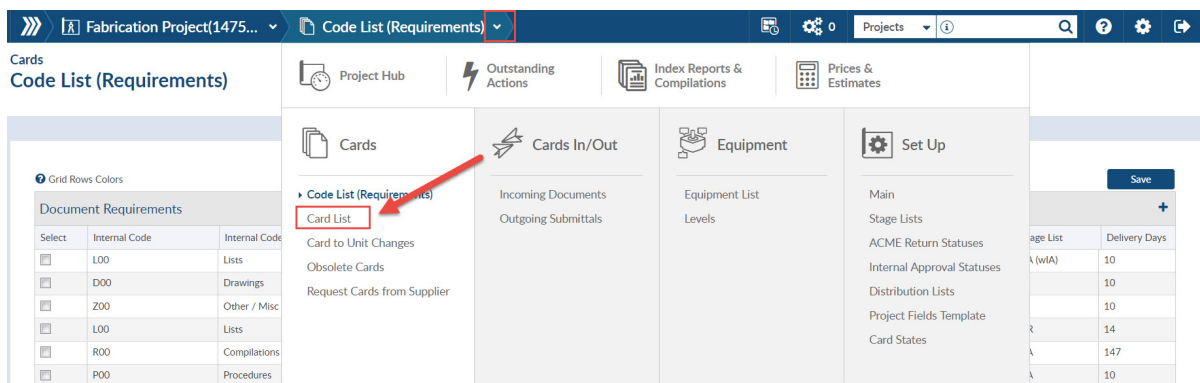 Fabrication Project(1475...
Code List (Requirements)
0
Projects
Cards
Code List (Requirements)
Project Hub
Outstanding
Actions
Index Reports &
Compilations
Prices &
Estimates
Cards
Code List (Requirements)
Card List
Card to Unit Changes
Obsolete Cards
Request Cards from Supplier
Cards In/Out
Incoming Documents
Outgoing Submittals
Equipment
Equipment List
Levels
Set Up
Main
Stage Lists
ACME Return Statuses
Internal Approval Statuses
Distribution Lists
Project Fields Template
Card States
Grid Rows Colors
Save
Document Requirements
+
Select Internal Code Internal Code age List Delivery Days
L00 Lists A (wIA) 10
D00 Drawings 10
Z00 Other / Misc 10
L00 Lists R 14
R00 Compilations A 147
P00 Procedures A 10